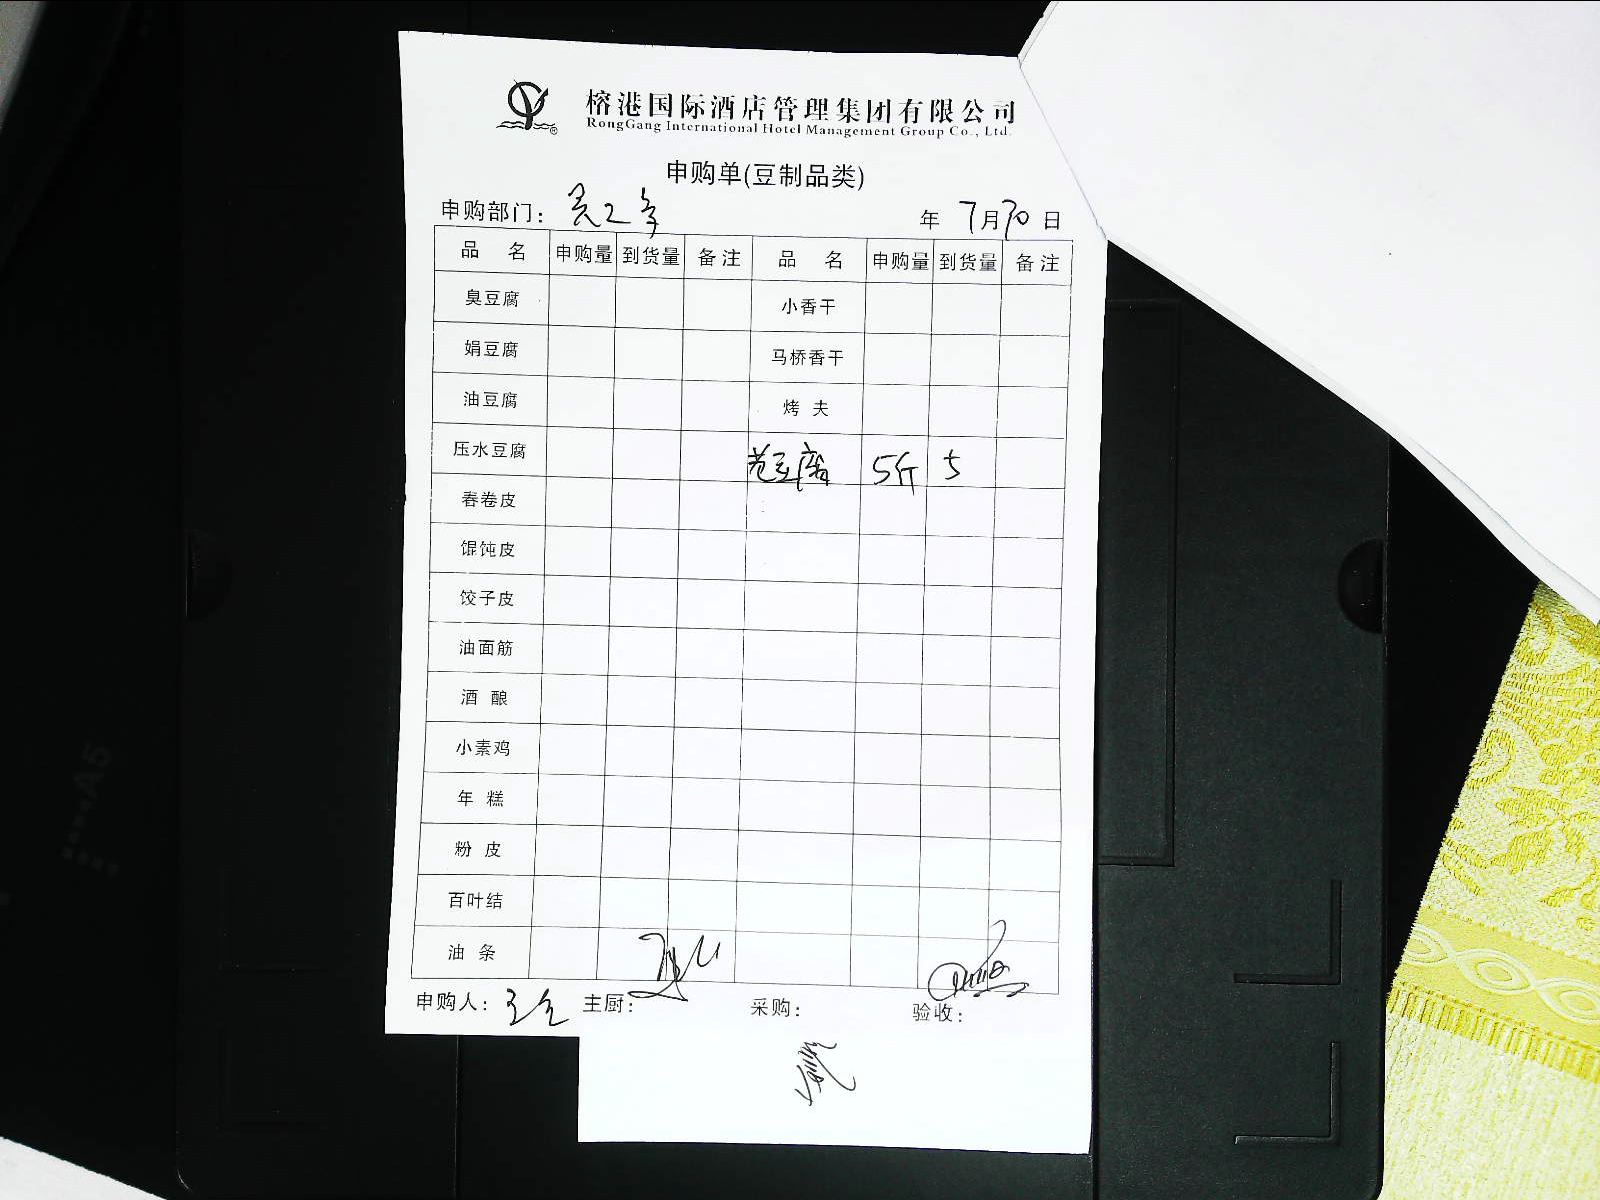 榕港国际酒店管理集团有限公司
RongGang International Hotel Management Group Co., Ltd.
申购单(豆制品类)
申购部门： 员工餐 年 7月30日
品 名 申购量 到货量 备注 品 名 申购量 到货量 备注
臭豆腐 小香干
娟豆腐 马桥香干
油豆腐 烤 夫
压水豆腐 老豆腐 5斤 5
春卷皮
馄饨皮
饺子皮
油面筋
酒 酿
小素鸡
年 糕
粉 皮
百叶结
油 条
申购人： 主厨： 采购： 验收：